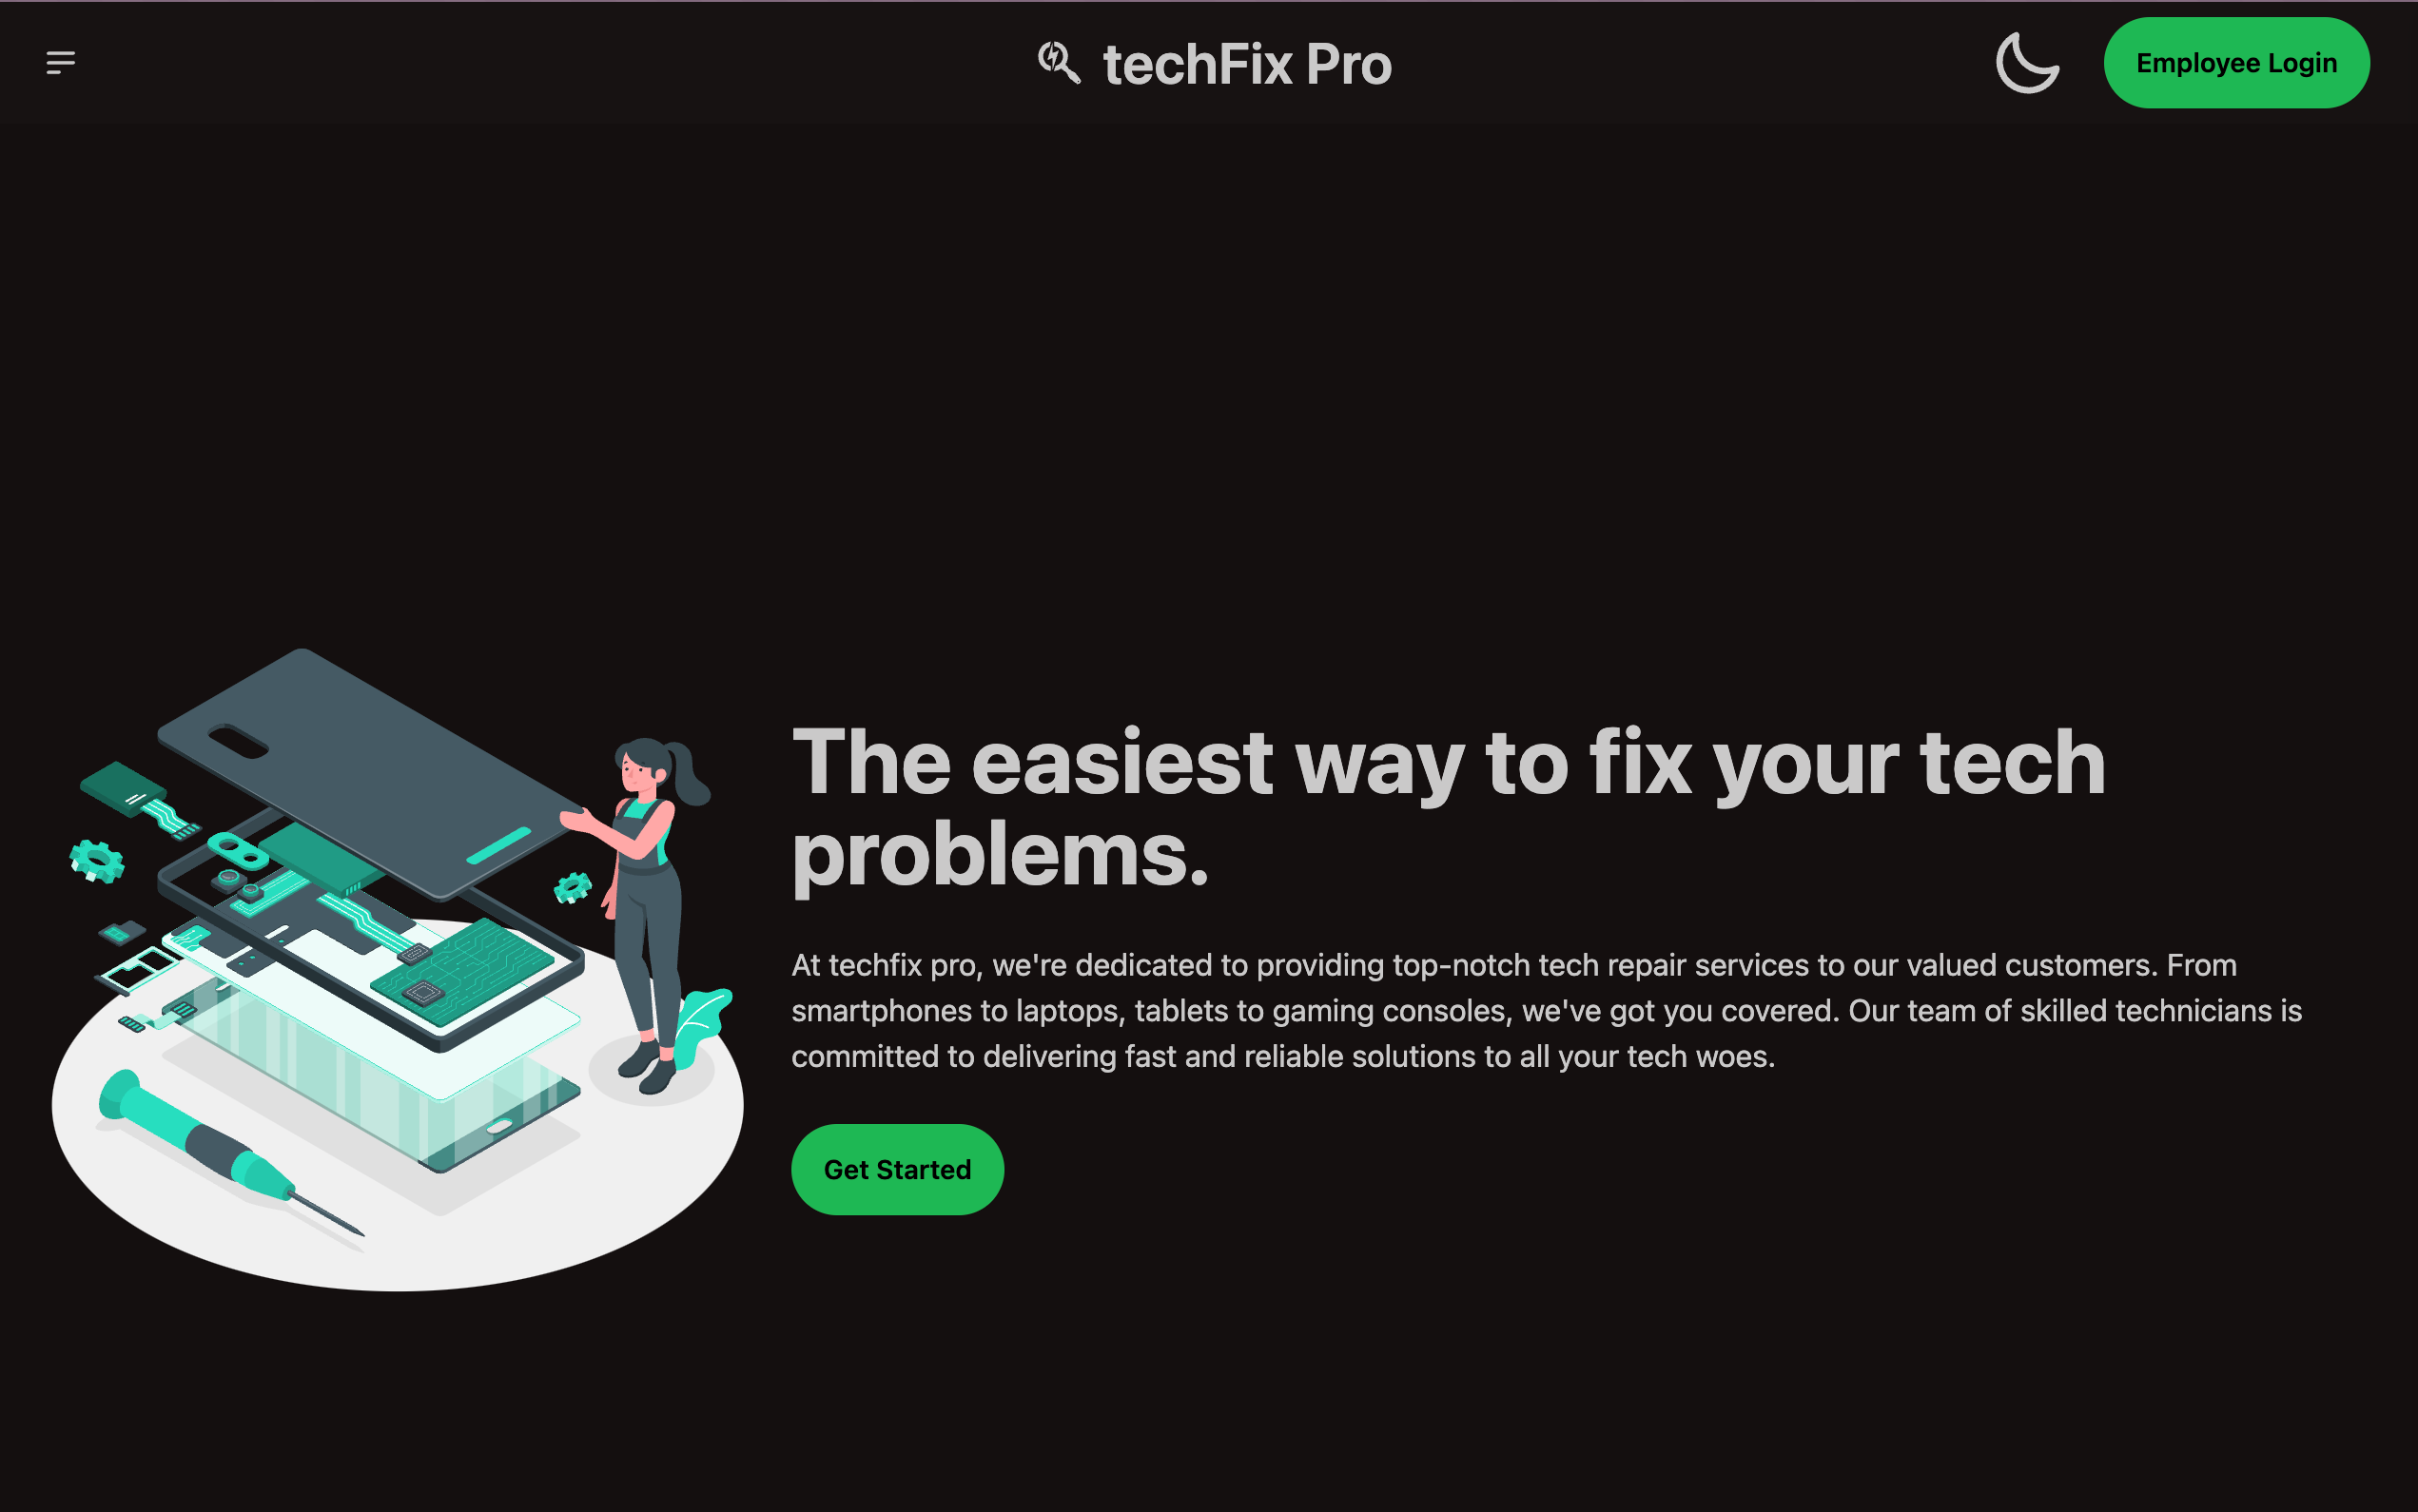 techFix Pro
Employee Login
The easiest way to fix your tech
problems.
At techfix pro, we're dedicated to providing top-notch tech repair services to our valued customers. From
smartphones to laptops, tablets to gaming consoles, we've got you covered. Our team of skilled technicians is
committed to delivering fast and reliable solutions to all your tech woes.
Get Started